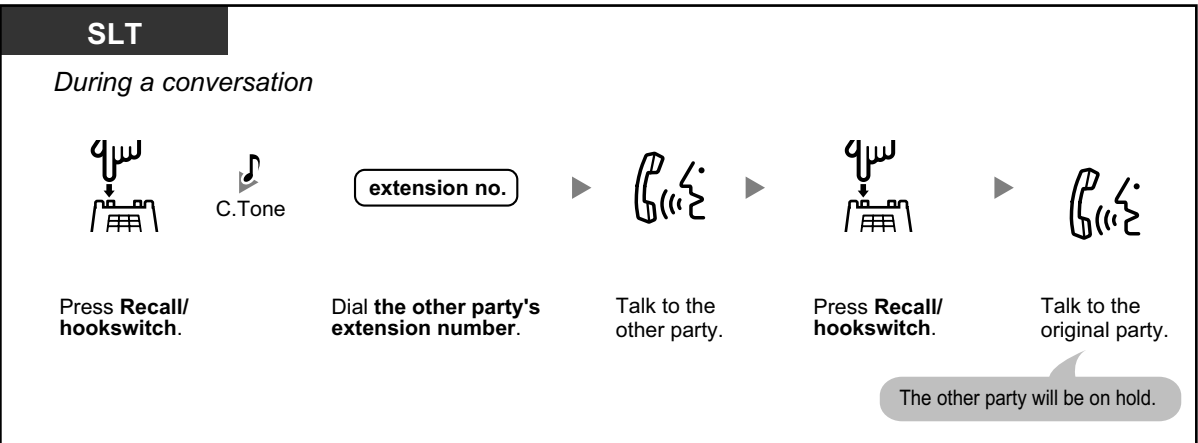 SLT
During a conversation
C.Tone
extension no.
Press Recall/
hookswitch.
Dial the other party's
extension number.
Talk to the
other party.
Press Recall/
hookswitch.
Talk to the
original party.
The other party will be on hold.